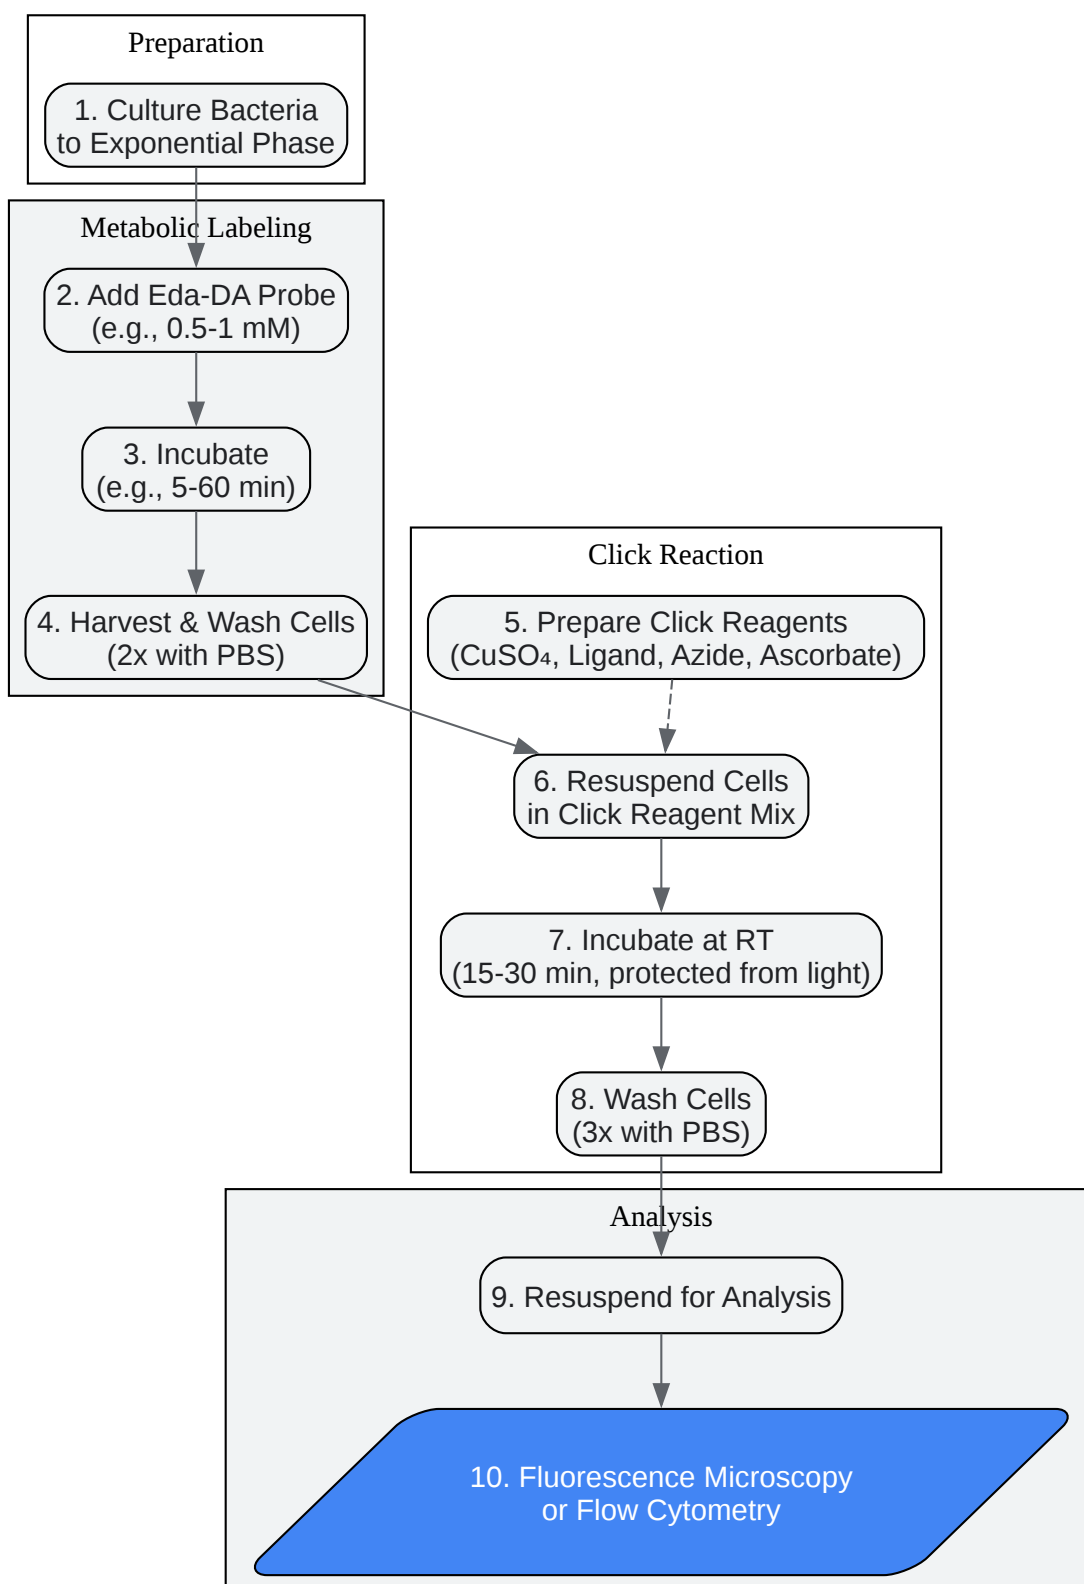 Preparation
1. Culture Bacteria
to Exponential Phase
Metabolic Labeling
2. Add Eda-DA Probe
(e.g., 0.5-1 mM)
3. Incubate
(e.g., 5-60 min)
4. Harvest & Wash Cells
(2x with PBS)
Click Reaction
5. Prepare Click Reagents
(CuSO₄, Ligand, Azide, Ascorbate)
6. Resuspend Cells
in Click Reagent Mix
7. Incubate at RT
(15-30 min, protected from light)
8. Wash Cells
(3x with PBS)
Analysis
9. Resuspend for Analysis
10. Fluorescence Microscopy
or Flow Cytometry